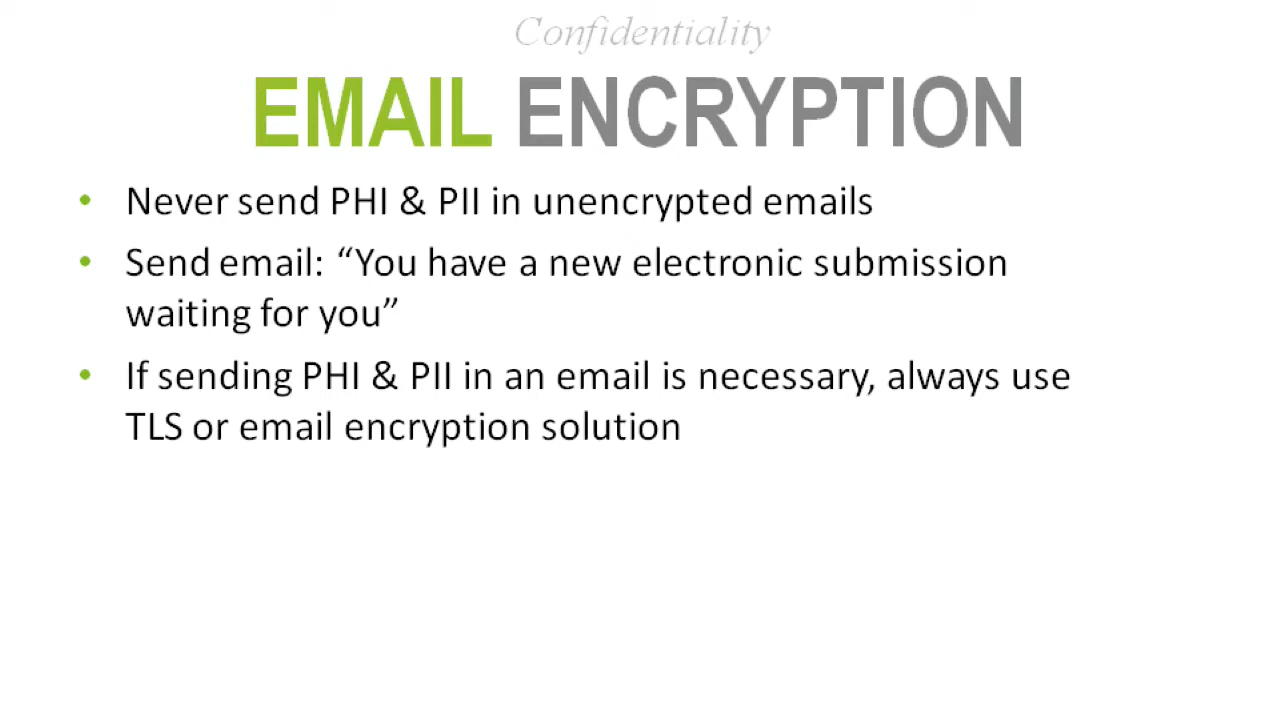 Confidentiality
EMAIL ENCRYPTION
• Never send PHI & PII in unencrypted emails
• Send email: “You have a new electronic submission
waiting for you”
• If sending PHI & PII in an email is necessary, always use
TLS or email encryption solution